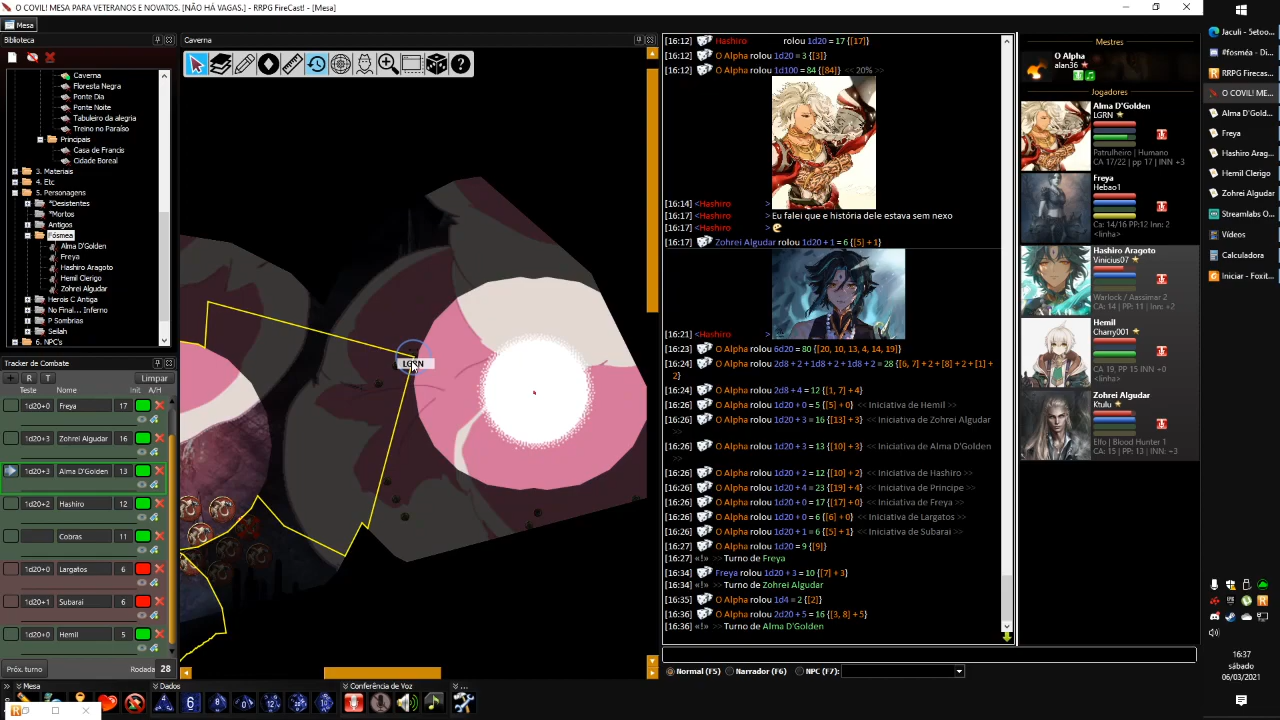 O COVIL! MESA PARA VETERANOS E NOVATOS. [NÃO HÁ VAGAS.] - RRPG FireCast! - [Mesa]
Mesa
Biblioteca
Caverna
Floresta Negra
Ponte Dia
Ponte Noite
Tabuleiro da alegria
Treino no Paraíso
Principais
Casa de Francis
Cidade Boreal
3. Materiais
4. Etc
5. Personagens
*Desistentes
*Mortos
Antigos
Fósmea
Alma D'Golden
Freya
Hashiro Aragoto
Hemil Clerigo
Zohrei Algudar
Herois C Antiga
No Final... Inferno
P Sombrias
Selah
6. NPC's
Tracker de Combate
R T Limpar
Teste Nome Init. A/H
1d20+0 Freya 17
1d20+3 Zohrei Algudar 16
1d20+3 Alma D'Golden 13
1d20+2 Hashiro 12
Cobras 11
1d20+0 Largatos 6
1d20+1 Subarai 6
1d20+0 Hemil 5
Próx. turno Rodada 28
Caverna
LGRN
[16:12] Hashiro rolou 1d20 = 17 {[17]}
[16:12] O Alpha rolou 1d20 = 3 {[3]}
[16:12] O Alpha rolou 1d100 = 84 {[84]} << 20% >>
[16:14] <Hashiro >
[16:17] <Hashiro > Eu falei que e história dele estava sem nexo
[16:17] <Hashiro >
[16:17] Zohrei Algudar rolou 1d20 + 1 = 6 {[5] + 1}
[16:21] <Hashiro >
[16:23] O Alpha rolou 6d20 = 80 {[20, 10, 13, 4, 14, 19]}
[16:24] O Alpha rolou 2d8 + 2 + 1d8 + 2 + 1d8 + 2 = 28 {[6, 7] + 2 + [8] + 2 + [1] +
2}
[16:24] O Alpha rolou 2d8 + 4 = 12 {[1, 7] + 4}
[16:26] O Alpha rolou 1d20 + 0 = 5 {[5] + 0} << Iniciativa de Hemil >>
[16:26] O Alpha rolou 1d20 + 3 = 16 {[13] + 3} << Iniciativa de Zohrei Algudar
>>
[16:26] O Alpha rolou 1d20 + 3 = 13 {[10] + 3} << Iniciativa de Alma D'Golden
>>
[16:26] O Alpha rolou 1d20 + 2 = 12 {[10] + 2} << Iniciativa de Hashiro >>
[16:26] O Alpha rolou 1d20 + 4 = 23 {[19] + 4} << Iniciativa de Principe >>
[16:26] O Alpha rolou 1d20 + 0 = 17 {[17] + 0} << Iniciativa de Freya >>
[16:26] O Alpha rolou 1d20 + 0 = 6 {[6] + 0} << Iniciativa de Largatos >>
[16:26] O Alpha rolou 1d20 + 1 = 6 {[5] + 1} << Iniciativa de Subarai >>
[16:27] O Alpha rolou 1d20 = 9 {[9]}
[16:27] «!» >> Turno de Freya
[16:34] Freya rolou 1d20 + 3 = 10 {[7] + 3}
[16:34] «!» >> Turno de Zohrei Algudar
[16:35] O Alpha rolou 1d4 = 2 {[2]}
[16:36] O Alpha rolou 2d20 + 5 = 16 {[3, 8] + 5}
[16:36] «!» >> Turno de Alma D'Golden
Normal (F5) Narrador (F6) NPC (F7):
Mestres
O Alpha
alan36
Jogadores
Alma D'Golden
LGRN
Patrulheiro | Humano
CA 17/22 | pp 17 | INN +3
Freya
Hebao1
Ca: 14/16 PP:12 Inn: 2
<linha>
Hashiro Aragoto
Vinicius07
Warlock / Aassimar 2
CA: 14 | PP: 11 | Inn: +2
Hemil
Charry001
CA 19, PP 15 INN +0
<linha>
Zohrei Algudar
Ktulu
Elfo | Blood Hunter 1
CA: 15 | PP: 13 | INN: +3
Mesa
Dados
Conferência de Voz
...
Jaculi - Setoo...
#fosméa - Di...
RRPG Firecas...
O COVIL! ME...
Alma D'Gold...
Freya
Hashiro Arag...
Hemil Clerigo
Zohrei Algudar
Streamlabs O...
Vídeos
Calculadora
Iniciar - Foxit...
16:37
sábado
06/03/2021